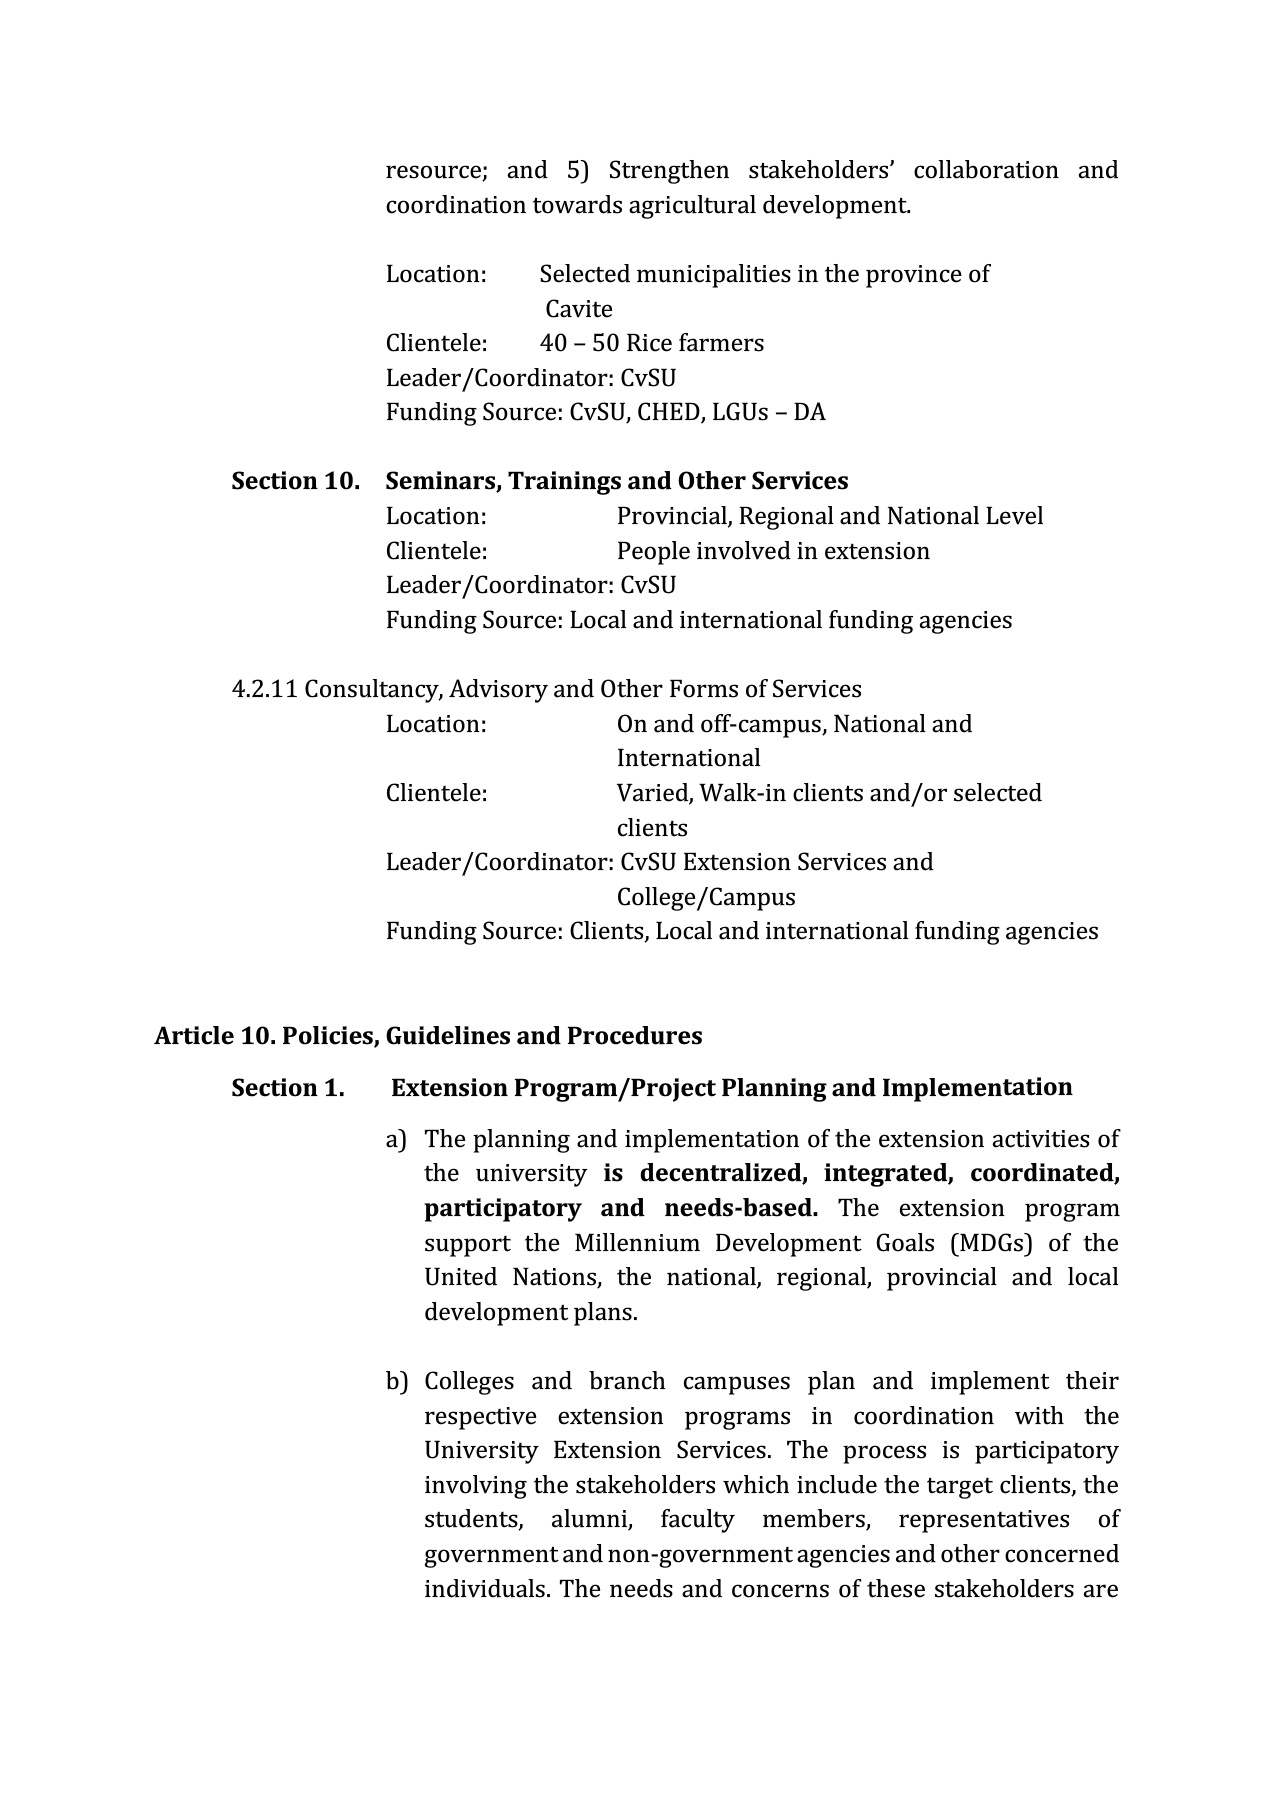 resource; and 5) Strengthen stakeholders’ collaboration and
coordination towards agricultural development.
Location: Selected municipalities in the province of
Cavite
Clientele: 40 – 50 Rice farmers
Leader/Coordinator: CvSU
Funding Source: CvSU, CHED, LGUs – DA
Section 10. Seminars, Trainings and Other Services
Location: Provincial, Regional and National Level
Clientele: People involved in extension
Leader/Coordinator: CvSU
Funding Source: Local and international funding agencies
4.2.11 Consultancy, Advisory and Other Forms of Services
Location: On and off-campus, National and
International
Clientele: Varied, Walk-in clients and/or selected
clients
Leader/Coordinator: CvSU Extension Services and
College/Campus
Funding Source: Clients, Local and international funding agencies
Article 10. Policies, Guidelines and Procedures
Section 1. Extension Program/Project Planning and Implementation
a) The planning and implementation of the extension activities of
the university is decentralized, integrated, coordinated,
participatory and needs-based. The extension program
support the Millennium Development Goals (MDGs) of the
United Nations, the national, regional, provincial and local
development plans.
b) Colleges and branch campuses plan and implement their
respective extension programs in coordination with the
University Extension Services. The process is participatory
involving the stakeholders which include the target clients, the
students, alumni, faculty members, representatives of
government and non-government agencies and other concerned
individuals. The needs and concerns of these stakeholders are